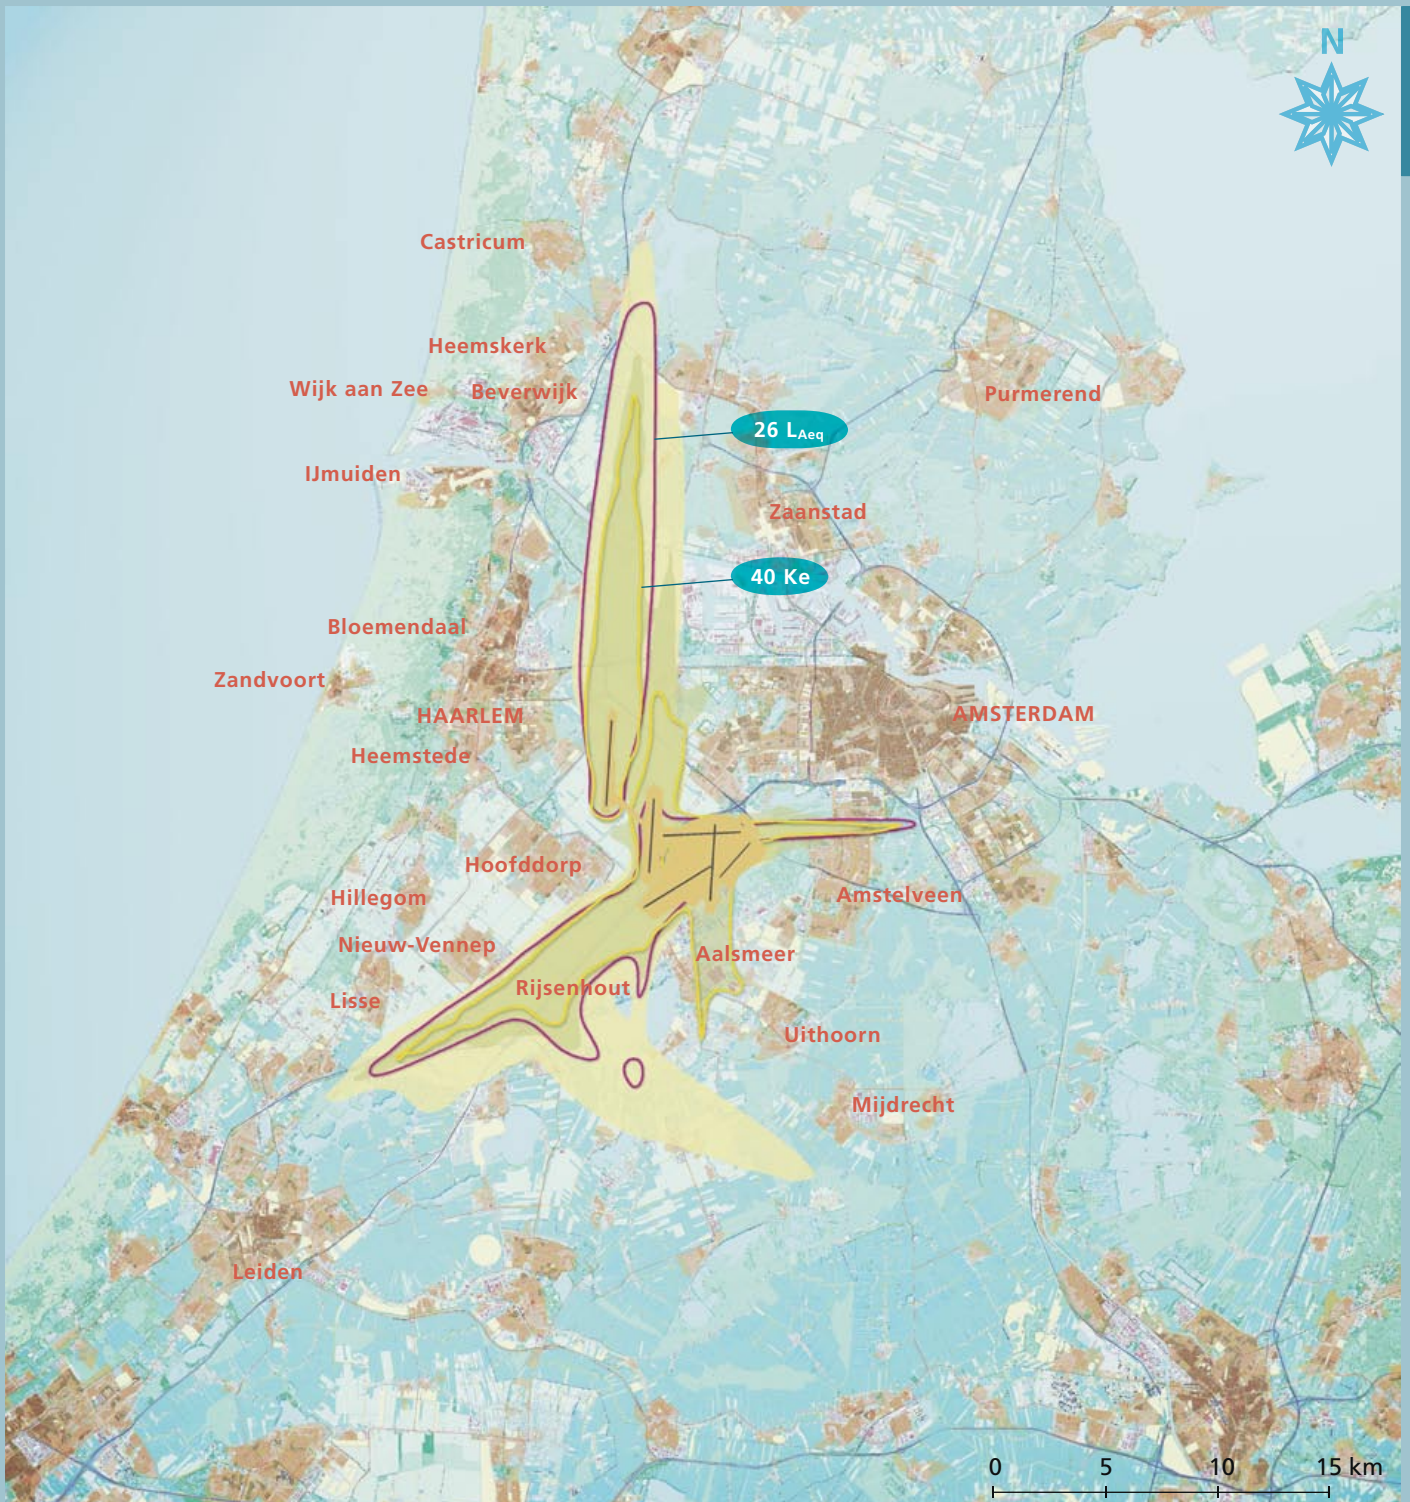 N
Castricum
Heemskerk
Wijk aan Zee
Beverwijk
Purmerend
26 LAeq
IJmuiden
Zaanstad
40 Ke
Bloemendaal
Zandvoort
HAARLEM
AMSTERDAM
Heemstede
Hoofddorp
Hillegom
Amstelveen
Nieuw-Vennep
Aalsmeer
Rijsenhout
Lisse
Uithoorn
Mijdrecht
Leiden
0 5 10 15 km